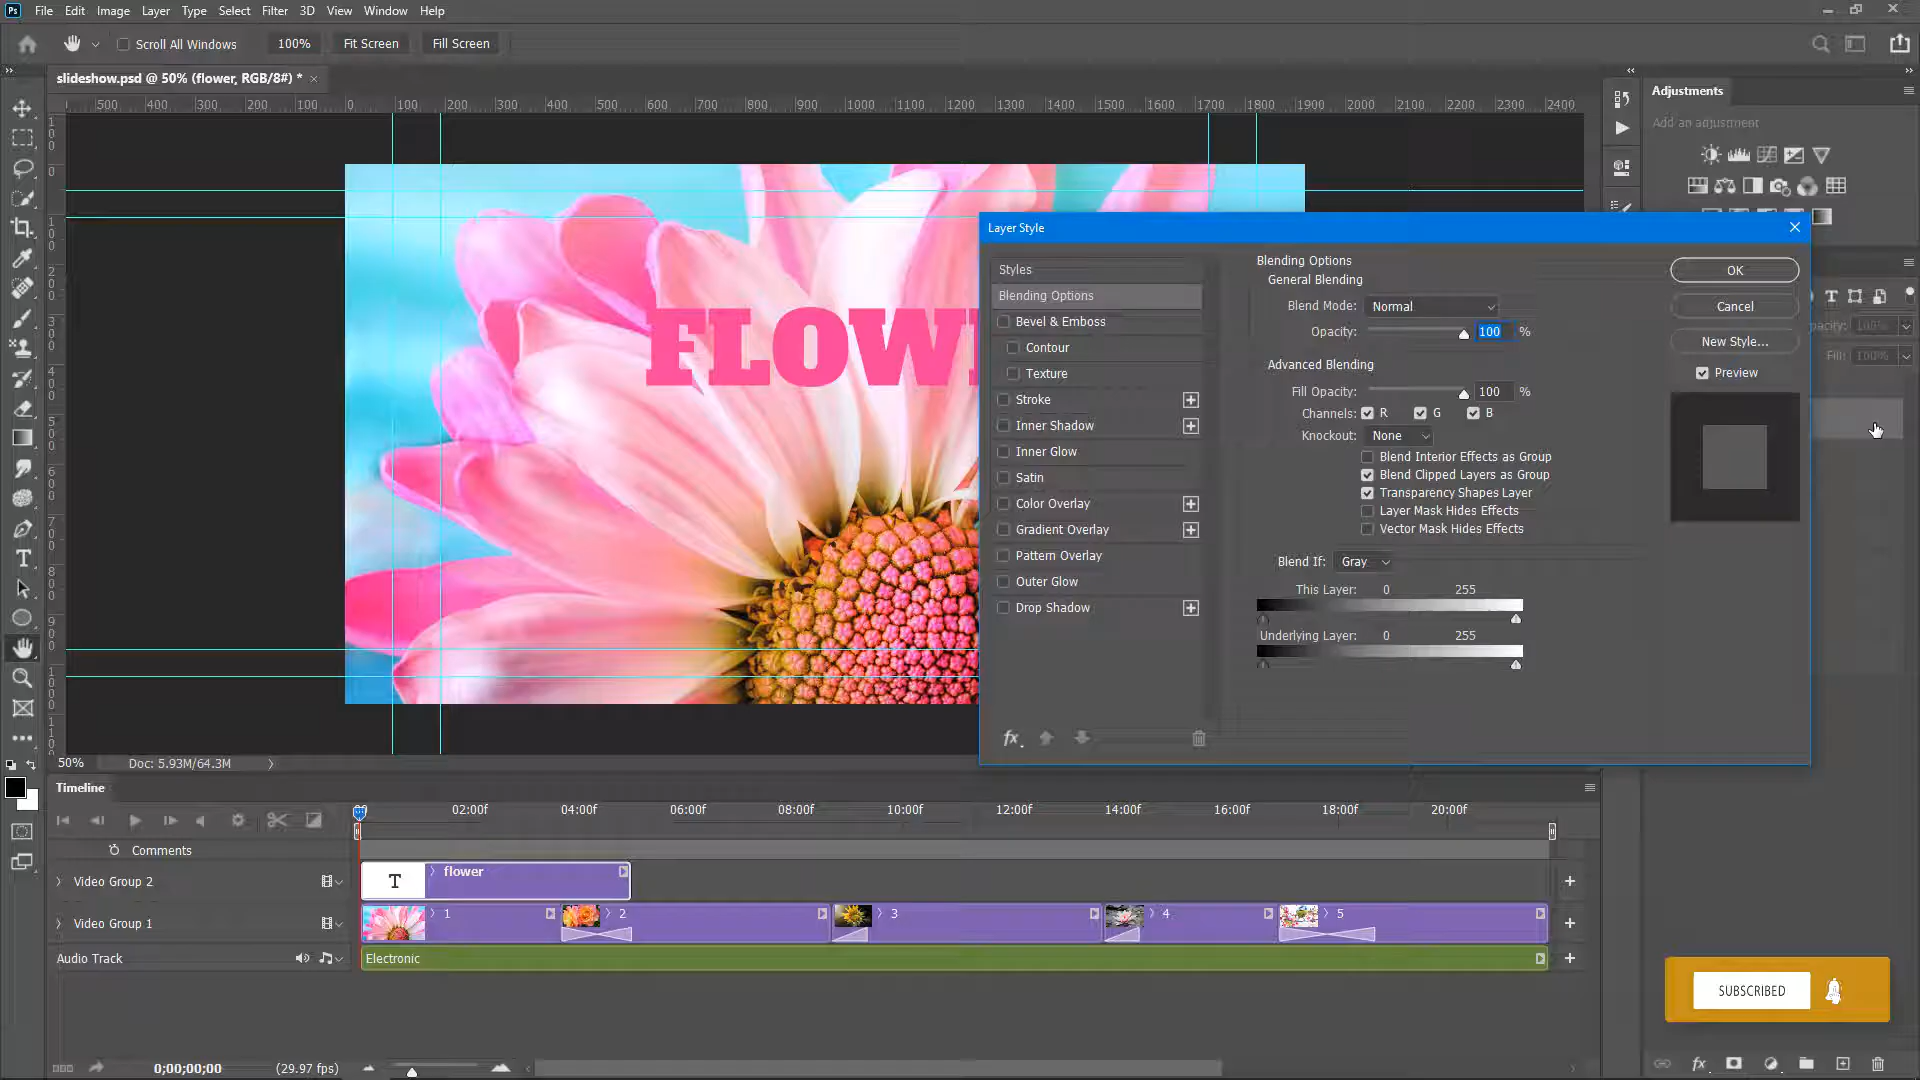 Ps File Edit Image Layer Type Select Filter 3D View Window Help
Scroll All Windows 100% Fit Screen Fill Screen
slideshow.psd @ 50% (flower, RGB/8#) * ×
Adjustments
500 400 300 200 100 0 100 200 300 400 500 600 700 800 900 1000 1100 1200 1300 1400 1500 1600 1700 1800 1900 2000 2100 2200 2300 2400
Add an adjustment
FLOW
Layer Style
Styles
Blending Options
Bevel & Emboss
Contour
Texture
Stroke
Inner Shadow
Inner Glow
Satin
Color Overlay
Gradient Overlay
Pattern Overlay
Outer Glow
Drop Shadow
fx
Blending Options
General Blending
Blend Mode: Normal
Opacity: 100 %
Advanced Blending
Fill Opacity: 100 %
Channels: R G B
Knockout: None
Blend Interior Effects as Group
Blend Clipped Layers as Group
Transparency Shapes Layer
Layer Mask Hides Effects
Vector Mask Hides Effects
Blend If: Gray
This Layer: 0 255
Underlying Layer: 0 255
OK
Cancel
New Style...
Preview
pacity: 100%
Fill: 100%
50% Doc: 5.93M/64.3M
Timeline
00 02:00f 04:00f 06:00f 08:00f 10:00f 12:00f 14:00f 16:00f 18:00f 20:00f
Comments
Video Group 2 T flower
Video Group 1 1 2 3 4 5
Audio Track Electronic
SUBSCRIBED
0;00;00;00 (29.97 fps)
fx